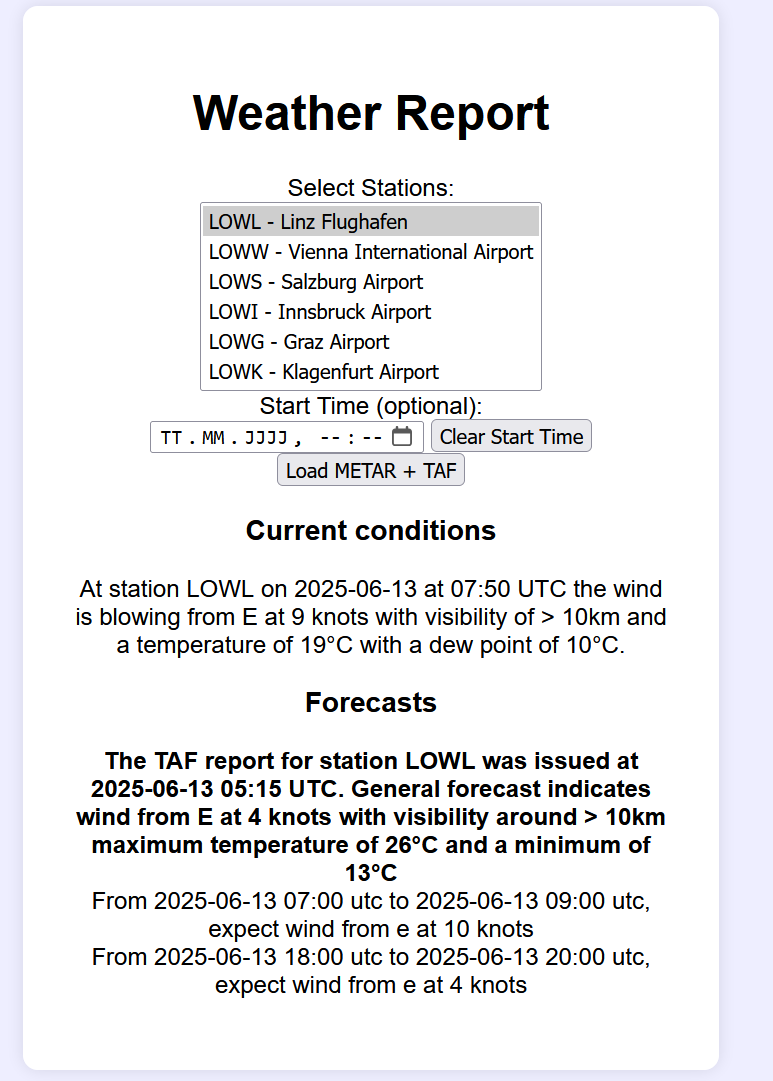 Weather Report
Select Stations:
LOWL - Linz Flughafen
LOWW - Vienna International Airport
LOWS - Salzburg Airport
LOWI - Innsbruck Airport
LOWG - Graz Airport
LOWK - Klagenfurt Airport
Start Time (optional):
TT.MM.JJJJ, --:-- Clear Start Time
Load METAR + TAF
Current conditions
At station LOWL on 2025-06-13 at 07:50 UTC the wind
is blowing from E at 9 knots with visibility of > 10km and
a temperature of 19°C with a dew point of 10°C.
Forecasts
The TAF report for station LOWL was issued at
2025-06-13 05:15 UTC. General forecast indicates
wind from E at 4 knots with visibility around > 10km
maximum temperature of 26°C and a minimum of
13°C
From 2025-06-13 07:00 utc to 2025-06-13 09:00 utc,
expect wind from e at 10 knots
From 2025-06-13 18:00 utc to 2025-06-13 20:00 utc,
expect wind from e at 4 knots